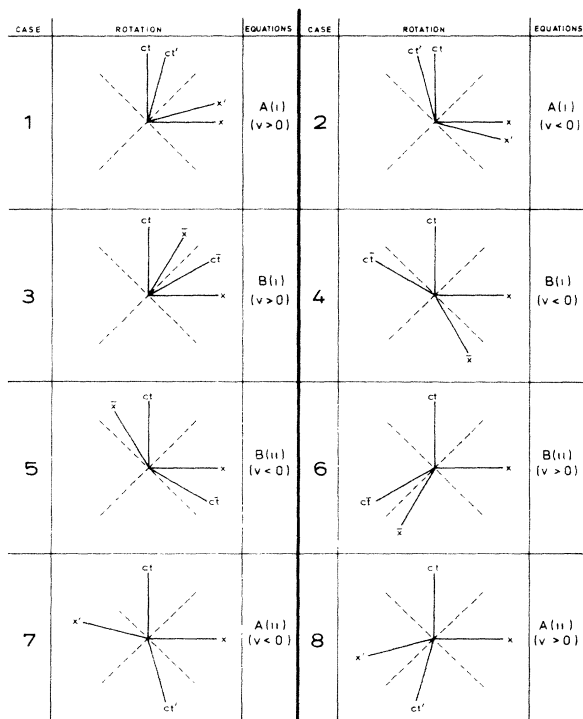 CASE ROTATION EQUATIONS CASE ROTATION EQUATIONS
ct ct'
x'
x
1
A(I)
(v>0)
ct' ct
x
x'
2
A(I)
(v<0)
ct
x̄
ct̄
x
3
B(I)
(v>0)
ct
ct̄
x
x̄
4
B(I)
(v<0)
ct
x̄
x
ct̄
5
B(II)
(v<0)
ct
x
ct̄
x̄
6
B(II)
(v>0)
ct
x'
x
ct'
7
A(II)
(v<0)
ct
x
x'
ct'
8
A(II)
(v>0)